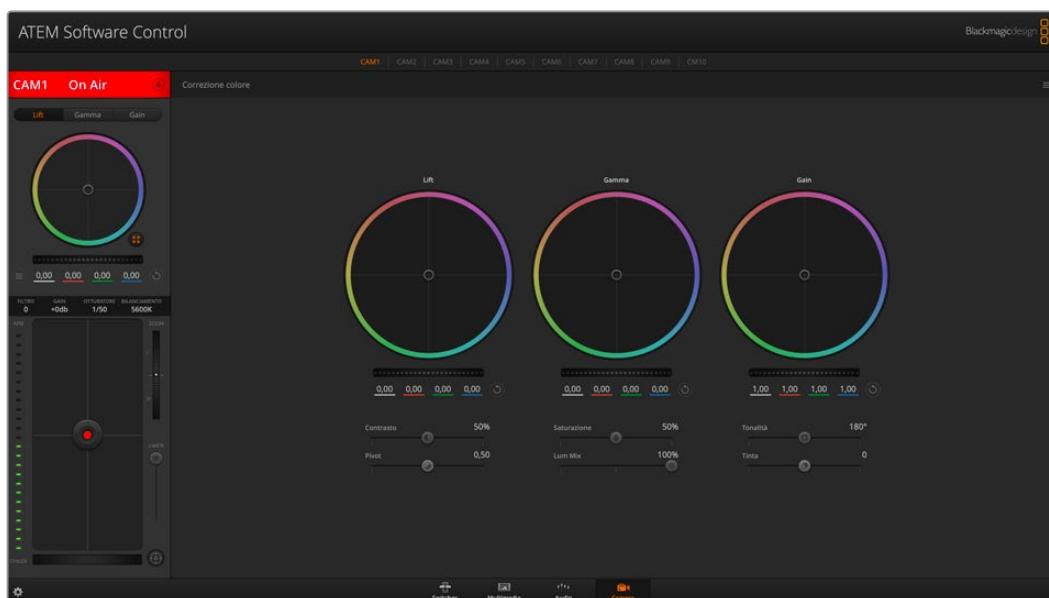 ATEM Software Control
Blackmagicdesign
CAM1 CAM2 CAM3 CAM4 CAM5 CAM6 CAM7 CAM8 CAM9 CM10
CAM1 On Air
Correzione colore
Lift Gamma Gain
0,00 0,00 0,00 0,00
FILTRO GAIN OTTURATORE BILANCIAMENTO
0 +0db 1/50 5600K
ZOOM
Lift Gamma Gain
0,00 0,00 0,00 0,00
0,00 0,00 0,00 0,00
1,00 1,00 1,00 1,00
Contrasto 50% Saturazione 50% Tonalità 180°
Pivot 0,50 Lum Mix 100% Tinta 0
Switcher Multimedia Audio Camera